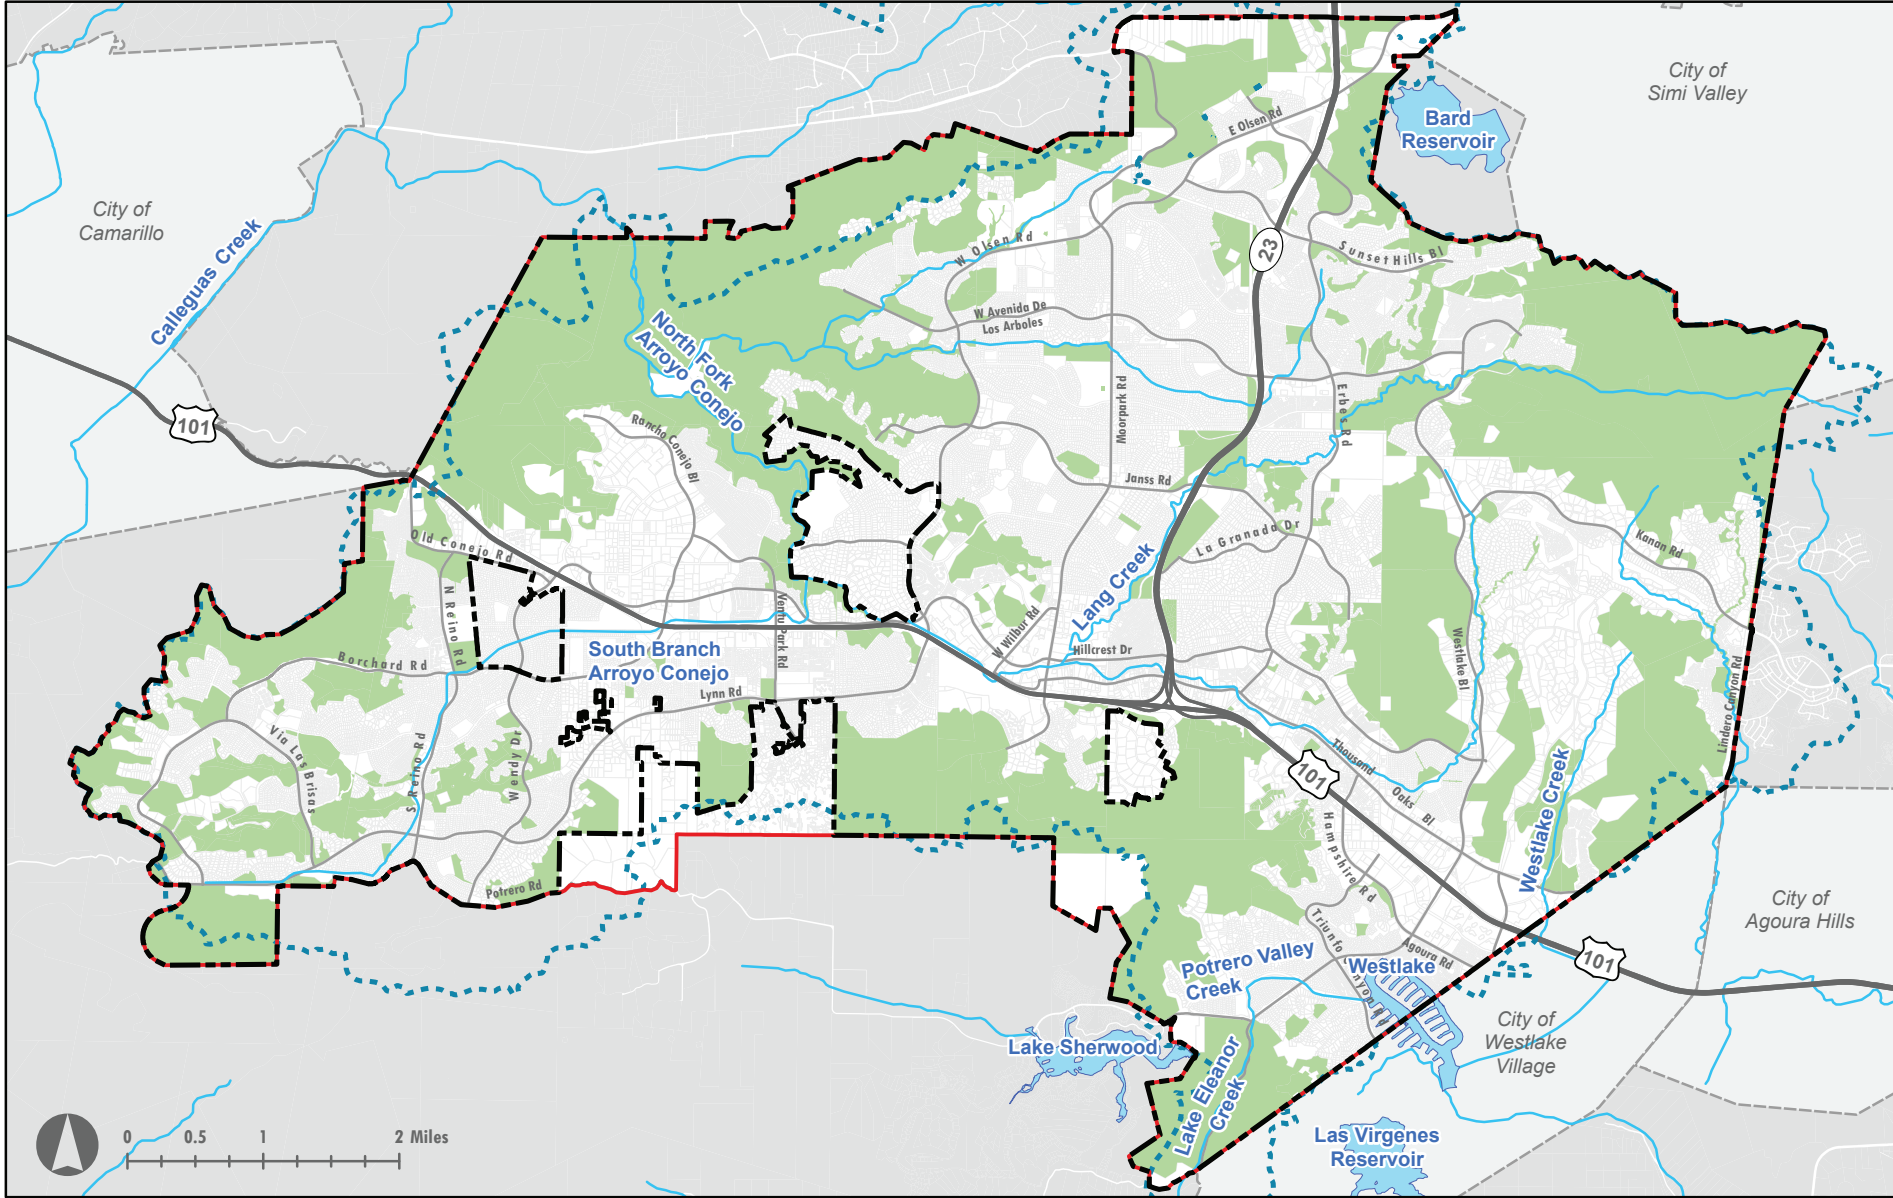 City of
Simi Valley
Bard
Reservoir
E Olsen Rd
City of
Camarillo
Calleguas Creek
W Olsen Rd
23
Sunset Hills Bl
W Avenida De
Los Arboles
North Fork
Arroyo Conejo
101
Rancho Conejo Bl
Moorpark Rd
Erbes Rd
Janss Rd
La Granada Dr
Kanan Rd
Old Conejo Rd
N Reino Rd
Ventu Park Rd
Lang Creek
W Wilbur Rd
Hillcrest Dr
Westlake Bl
Lindero Canyon Rd
South Branch
Arroyo Conejo
Borchard Rd
Lynn Rd
Via Las Brisas
S Reino Rd
W Wendy Dr
101
Thousand Oaks Bl
Westlake Creek
Hampshire Rd
Potrero Rd
City of
Agoura Hills
Triunfo Canyon Rd
Agoura Rd
101
Potrero Valley
Creek
Westlake
City of
Westlake
Village
Lake Sherwood
Lake Eleanor
Creek
Las Virgenes
Reservoir
0 0.5 1 2 Miles